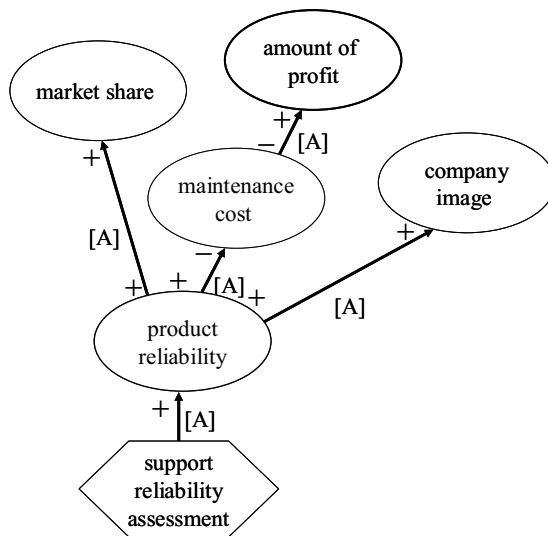 amount of
profit
market share
+
−
[A]
+
maintenance
cost
company
image
[A]
−
+
+
+
[A]
+
[A]
product
reliability
+
[A]
support
reliability
assessment